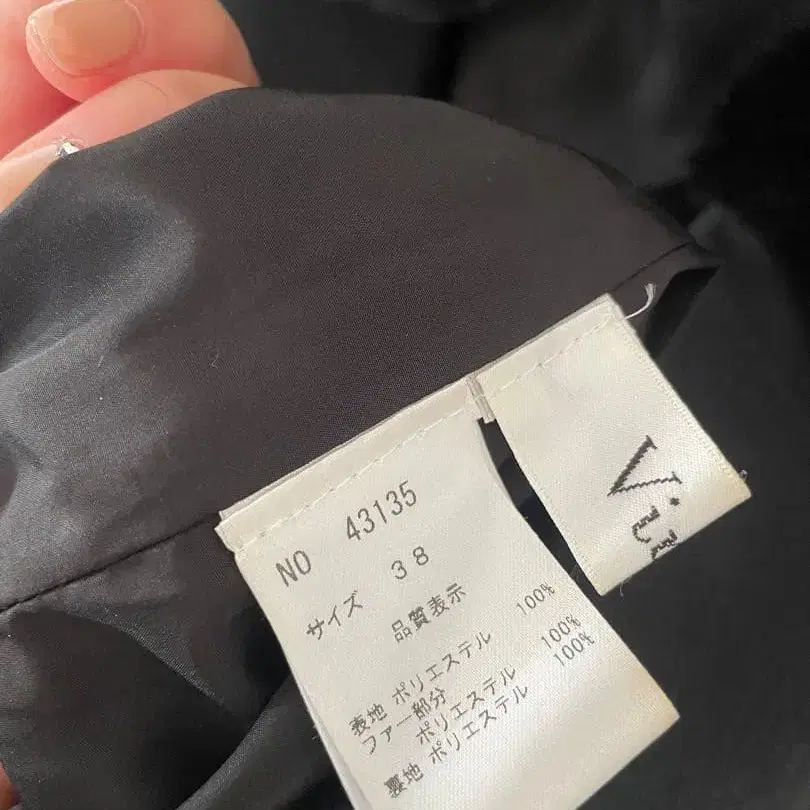 NO 43135
サイズ 38
品質表示
表地 ポリエステル 100%
ファー部分
ポリエステル 100%
裏地 ポリエステル 100%